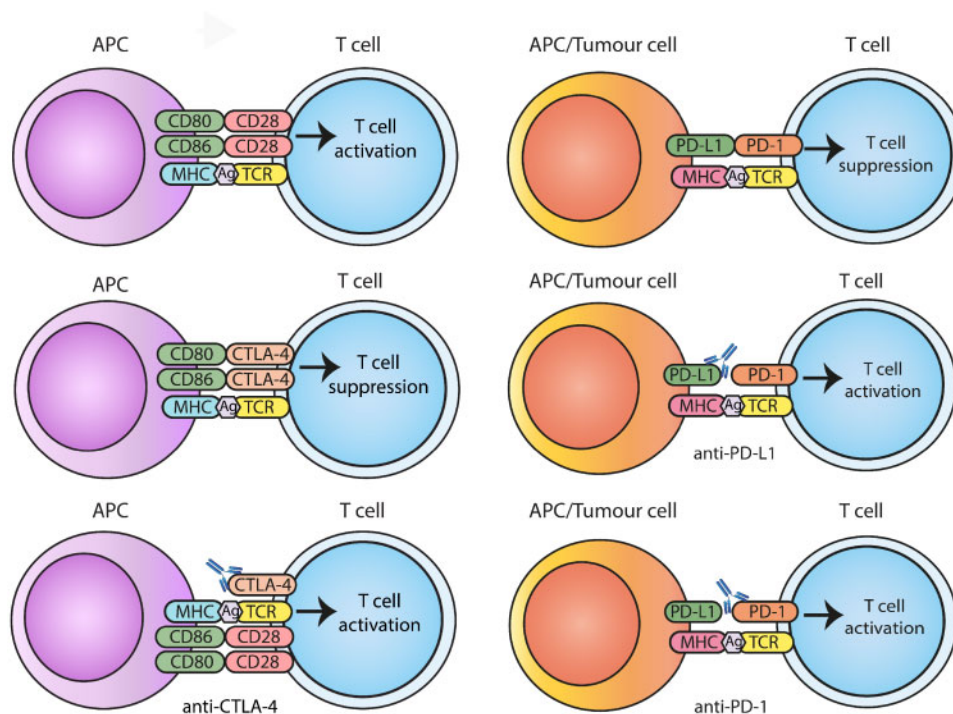 APC
T cell
CD80 CD28
CD86 CD28
MHC Ag TCR
T cell
activation
APC/Tumour cell
T cell
PD-L1 PD-1
MHC Ag TCR
T cell
suppression
APC
T cell
CD80 CTLA-4
CD86 CTLA-4
MHC Ag TCR
T cell
suppression
APC/Tumour cell
T cell
PD-L1 PD-1
MHC Ag TCR
T cell
activation
anti-PD-L1
APC
T cell
CTLA-4
MHC Ag TCR
CD86 CD28
CD80 CD28
T cell
activation
anti-CTLA-4
APC/Tumour cell
T cell
PD-L1 PD-1
MHC Ag TCR
T cell
activation
anti-PD-1